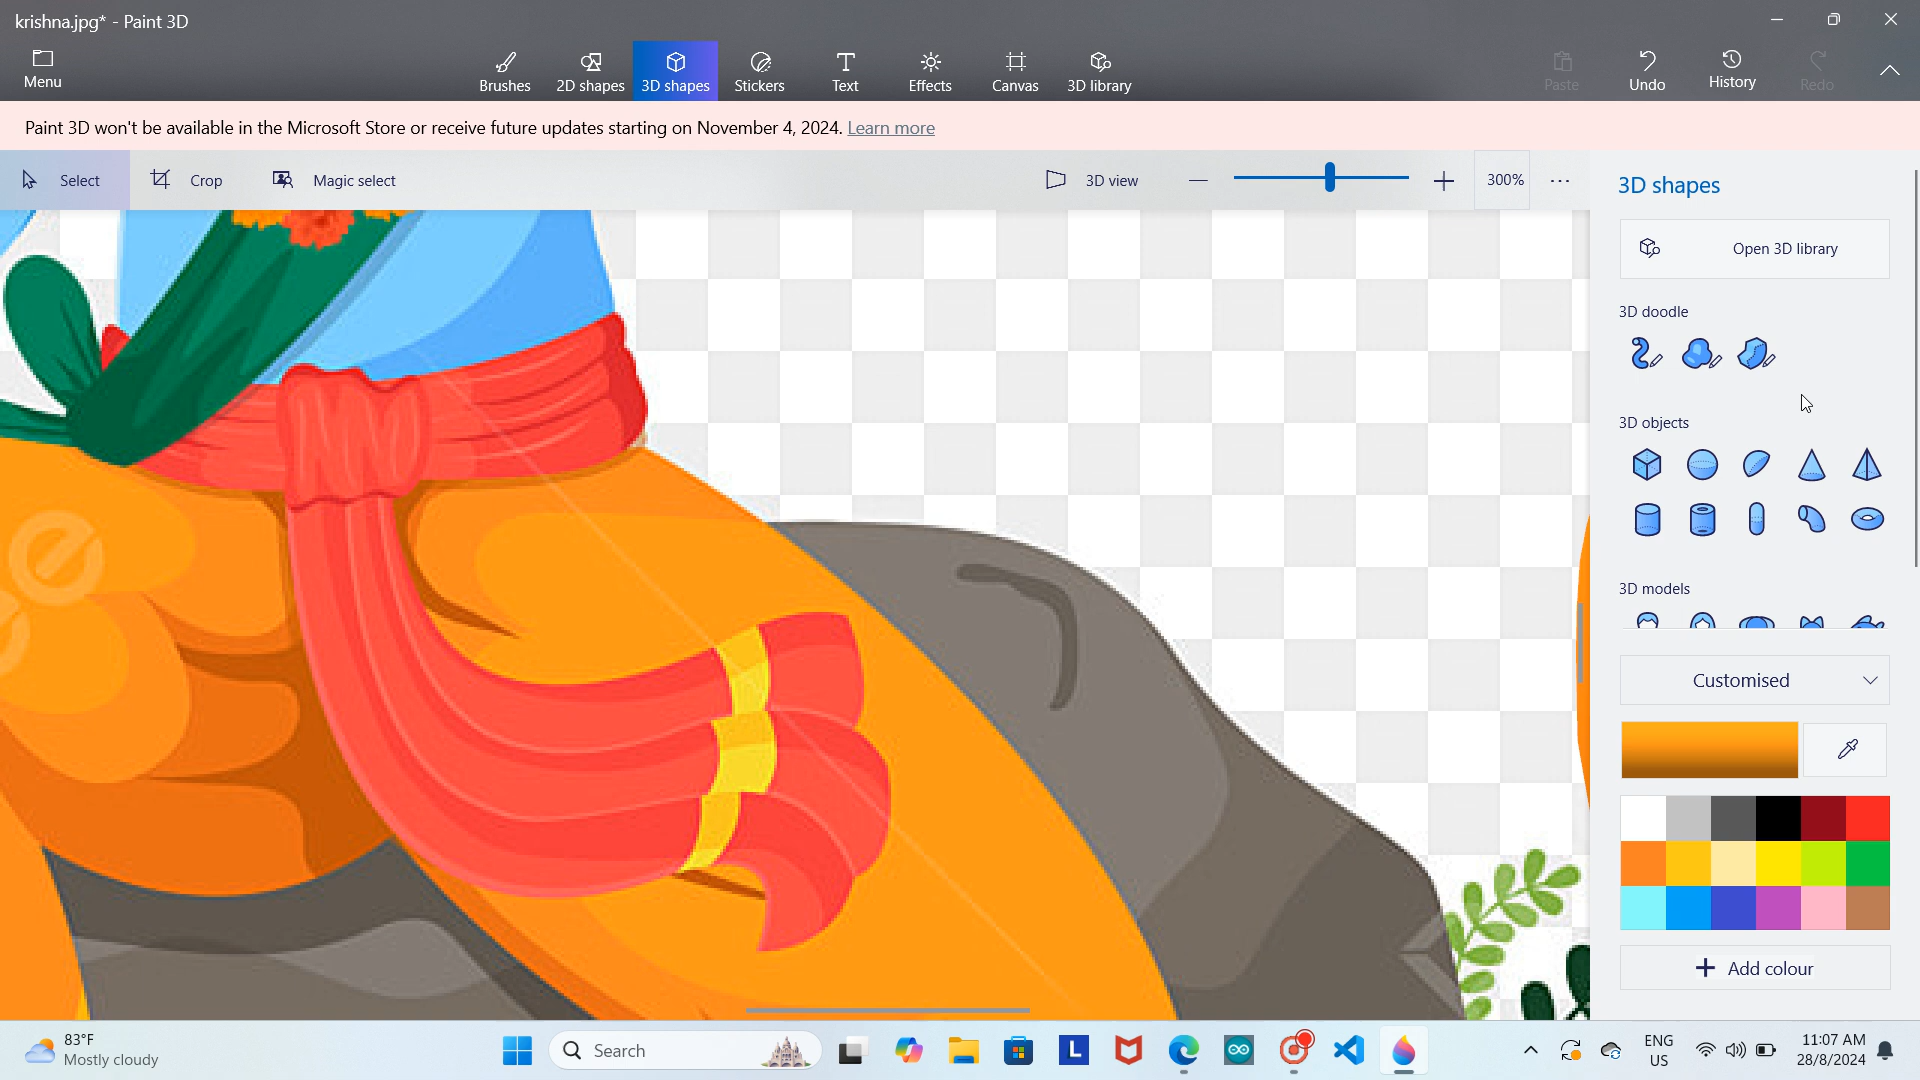 krishna.jpg* - Paint 3D
Menu
Brushes
2D shapes
3D shapes
Stickers
Text
Effects
Canvas
3D library
Paste
Undo
History
Redo
Paint 3D won't be available in the Microsoft Store or receive future updates starting on November 4, 2024. Learn more
Select
Crop
Magic select
3D view
300%
3D shapes
Open 3D library
3D doodle
3D objects
3D models
Customised
Add colour
83°F
Mostly cloudy
Search
L
ENG
US
11:07 AM
28/8/2024